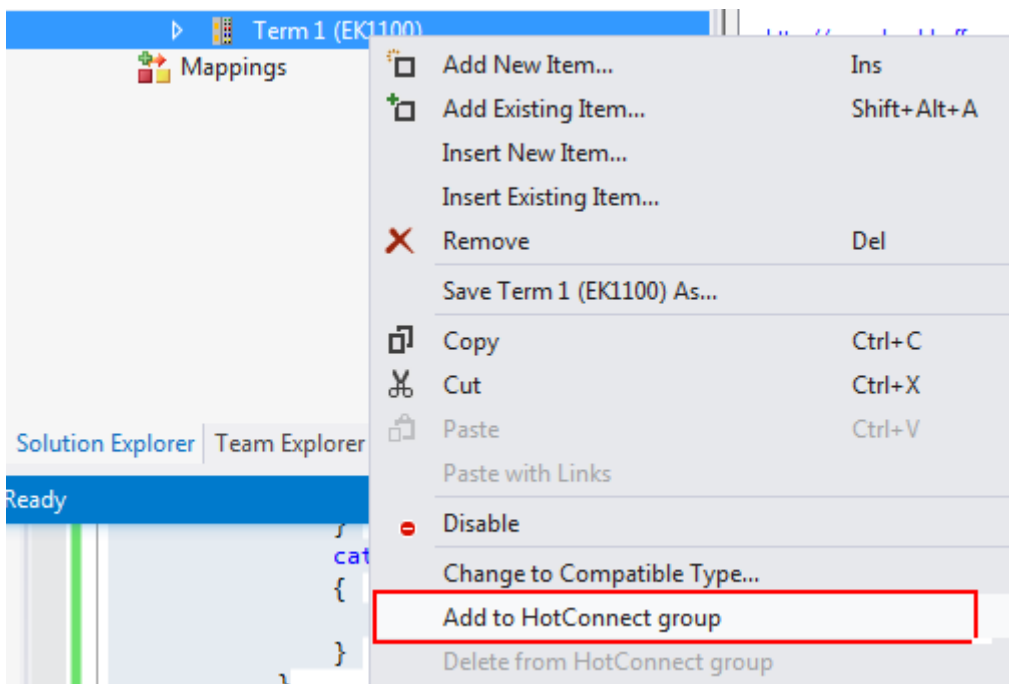 Term 1 (EK1100)
Mappings
Add New Item... Ins
Add Existing Item... Shift+Alt+A
Insert New Item...
Insert Existing Item...
Remove Del
Save Term 1 (EK1100) As...
Copy Ctrl+C
Cut Ctrl+X
Paste Ctrl+V
Paste with Links
Disable
Change to Compatible Type...
Add to HotConnect group
Delete from HotConnect group
Solution Explorer Team Explorer
Ready
}
cat
{
}
}